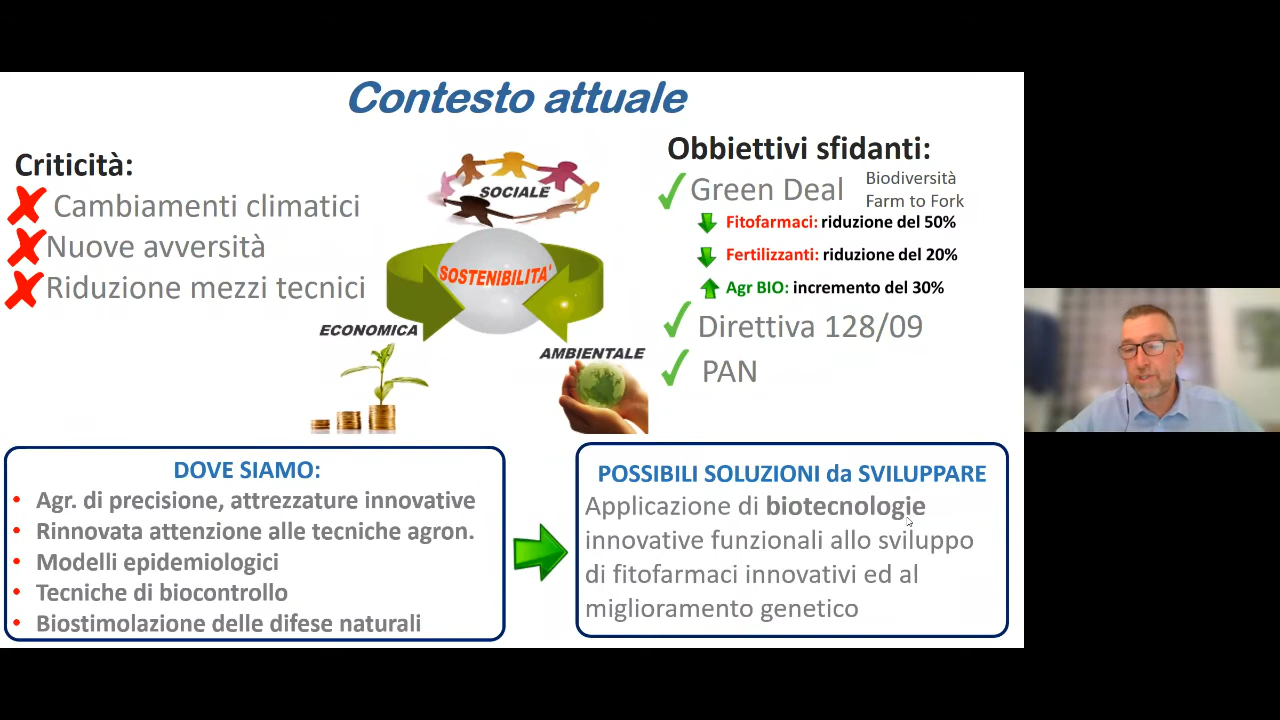 Contesto attuale
Criticità:
Cambiamenti climatici
Nuove avversità
Riduzione mezzi tecnici
SOCIALE
SOSTENIBILITA'
ECONOMICA
AMBIENTALE
Obbiettivi sfidanti:
Green Deal
Biodiversità
Farm to Fork
Fitofarmaci: riduzione del 50%
Fertilizzanti: riduzione del 20%
Agr BIO: incremento del 30%
Direttiva 128/09
PAN
DOVE SIAMO:
• Agr. di precisione, attrezzature innovative
• Rinnovata attenzione alle tecniche agron.
• Modelli epidemiologici
• Tecniche di biocontrollo
• Biostimolazione delle difese naturali
POSSIBILI SOLUZIONI da SVILUPPARE
Applicazione di biotecnologie
innovative funzionali allo sviluppo
di fitofarmaci innovativi ed al
miglioramento genetico